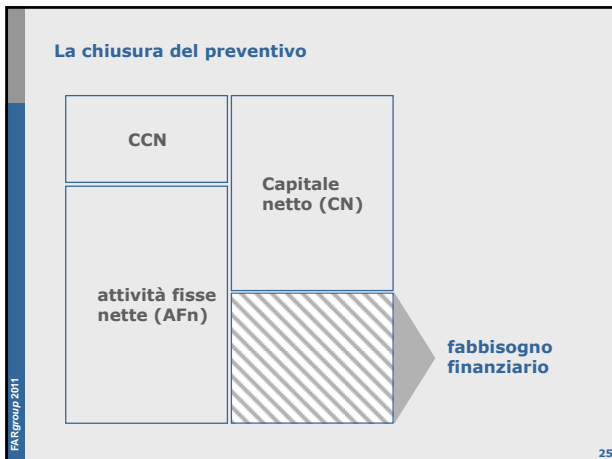 La chiusura del preventivo
CCN
Capitale
netto (CN)
attività fisse
nette (AFn)
fabbisogno
finanziario
FARgroup 2011
25